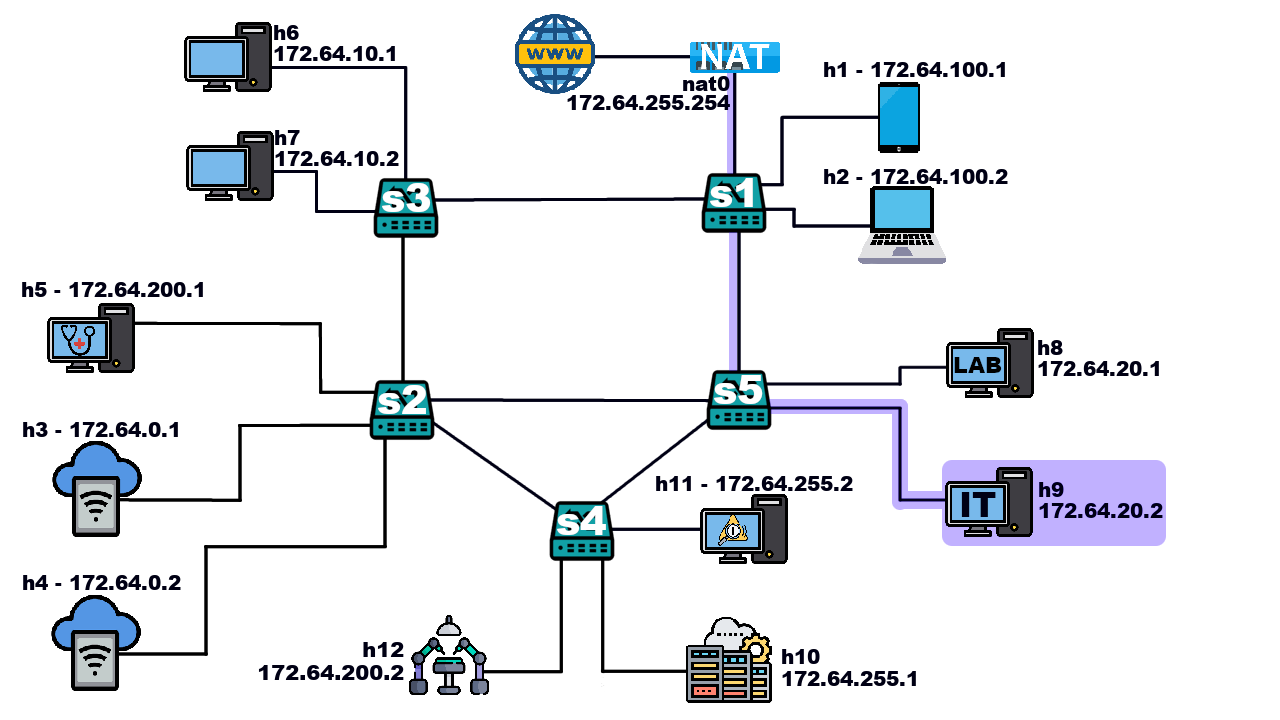 h6
172.64.10.1
WWW
NAT
nat0
172.64.255.254
h1 - 172.64.100.1
h7
172.64.10.2
h2 - 172.64.100.2
s3
s1
h5 - 172.64.200.1
h8
172.64.20.1
LAB
s2
s5
h3 - 172.64.0.1
h11 - 172.64.255.2
h9
172.64.20.2
IT
s4
h4 - 172.64.0.2
h12
172.64.200.2
h10
172.64.255.1